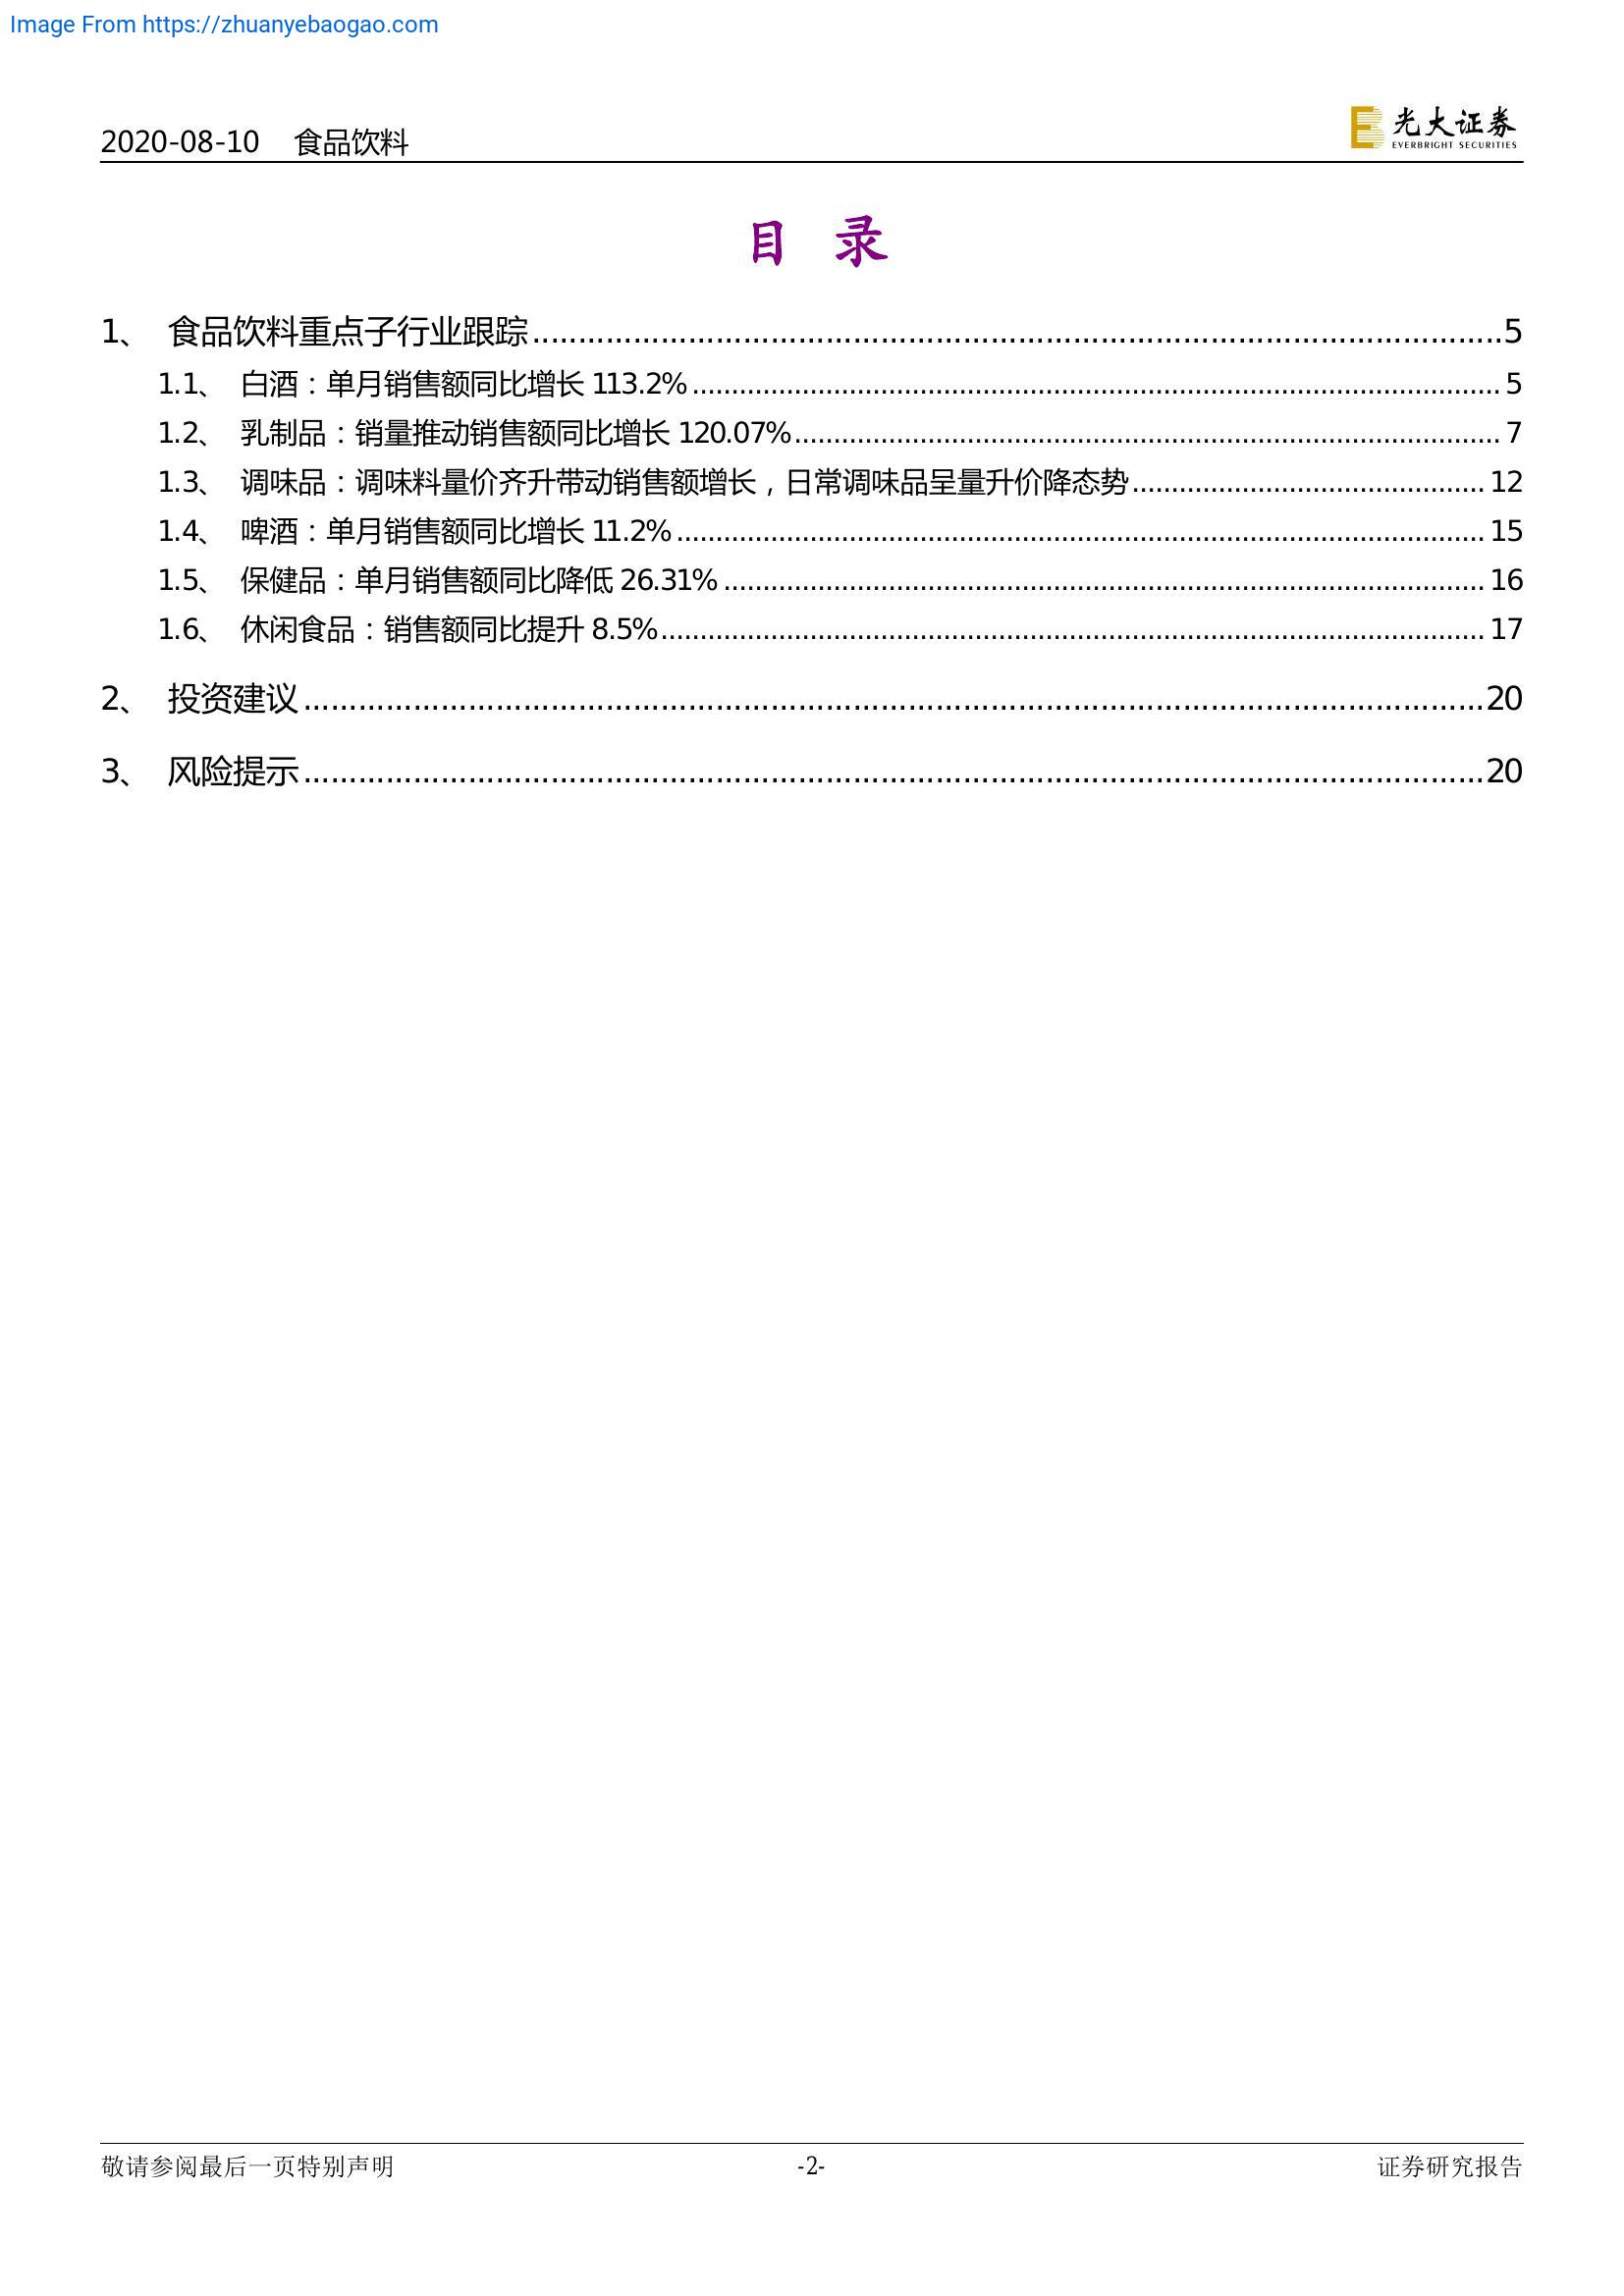 Image From https://zhuanyebaogao.com
2020-08-10 食品饮料
光大证券
EVERBRIGHT SECURITIES
目 录
1、 食品饮料重点子行业跟踪........................................................................................................5
1.1、 白酒：单月销售额同比增长 113.2%........................................................................................................ 5
1.2、 乳制品：销量推动销售额同比增长 120.07%.......................................................................................... 7
1.3、 调味品：调味料量价齐升带动销售额增长，日常调味品呈量升价降态势............................................. 12
1.4、 啤酒：单月销售额同比增长 11.2%........................................................................................................ 15
1.5、 保健品：单月销售额同比降低 26.31% .................................................................................................. 16
1.6、 休闲食品：销售额同比提升 8.5%.......................................................................................................... 17
2、 投资建议................................................................................................................................20
3、 风险提示................................................................................................................................20
敬请参阅最后一页特别声明 -2- 证券研究报告